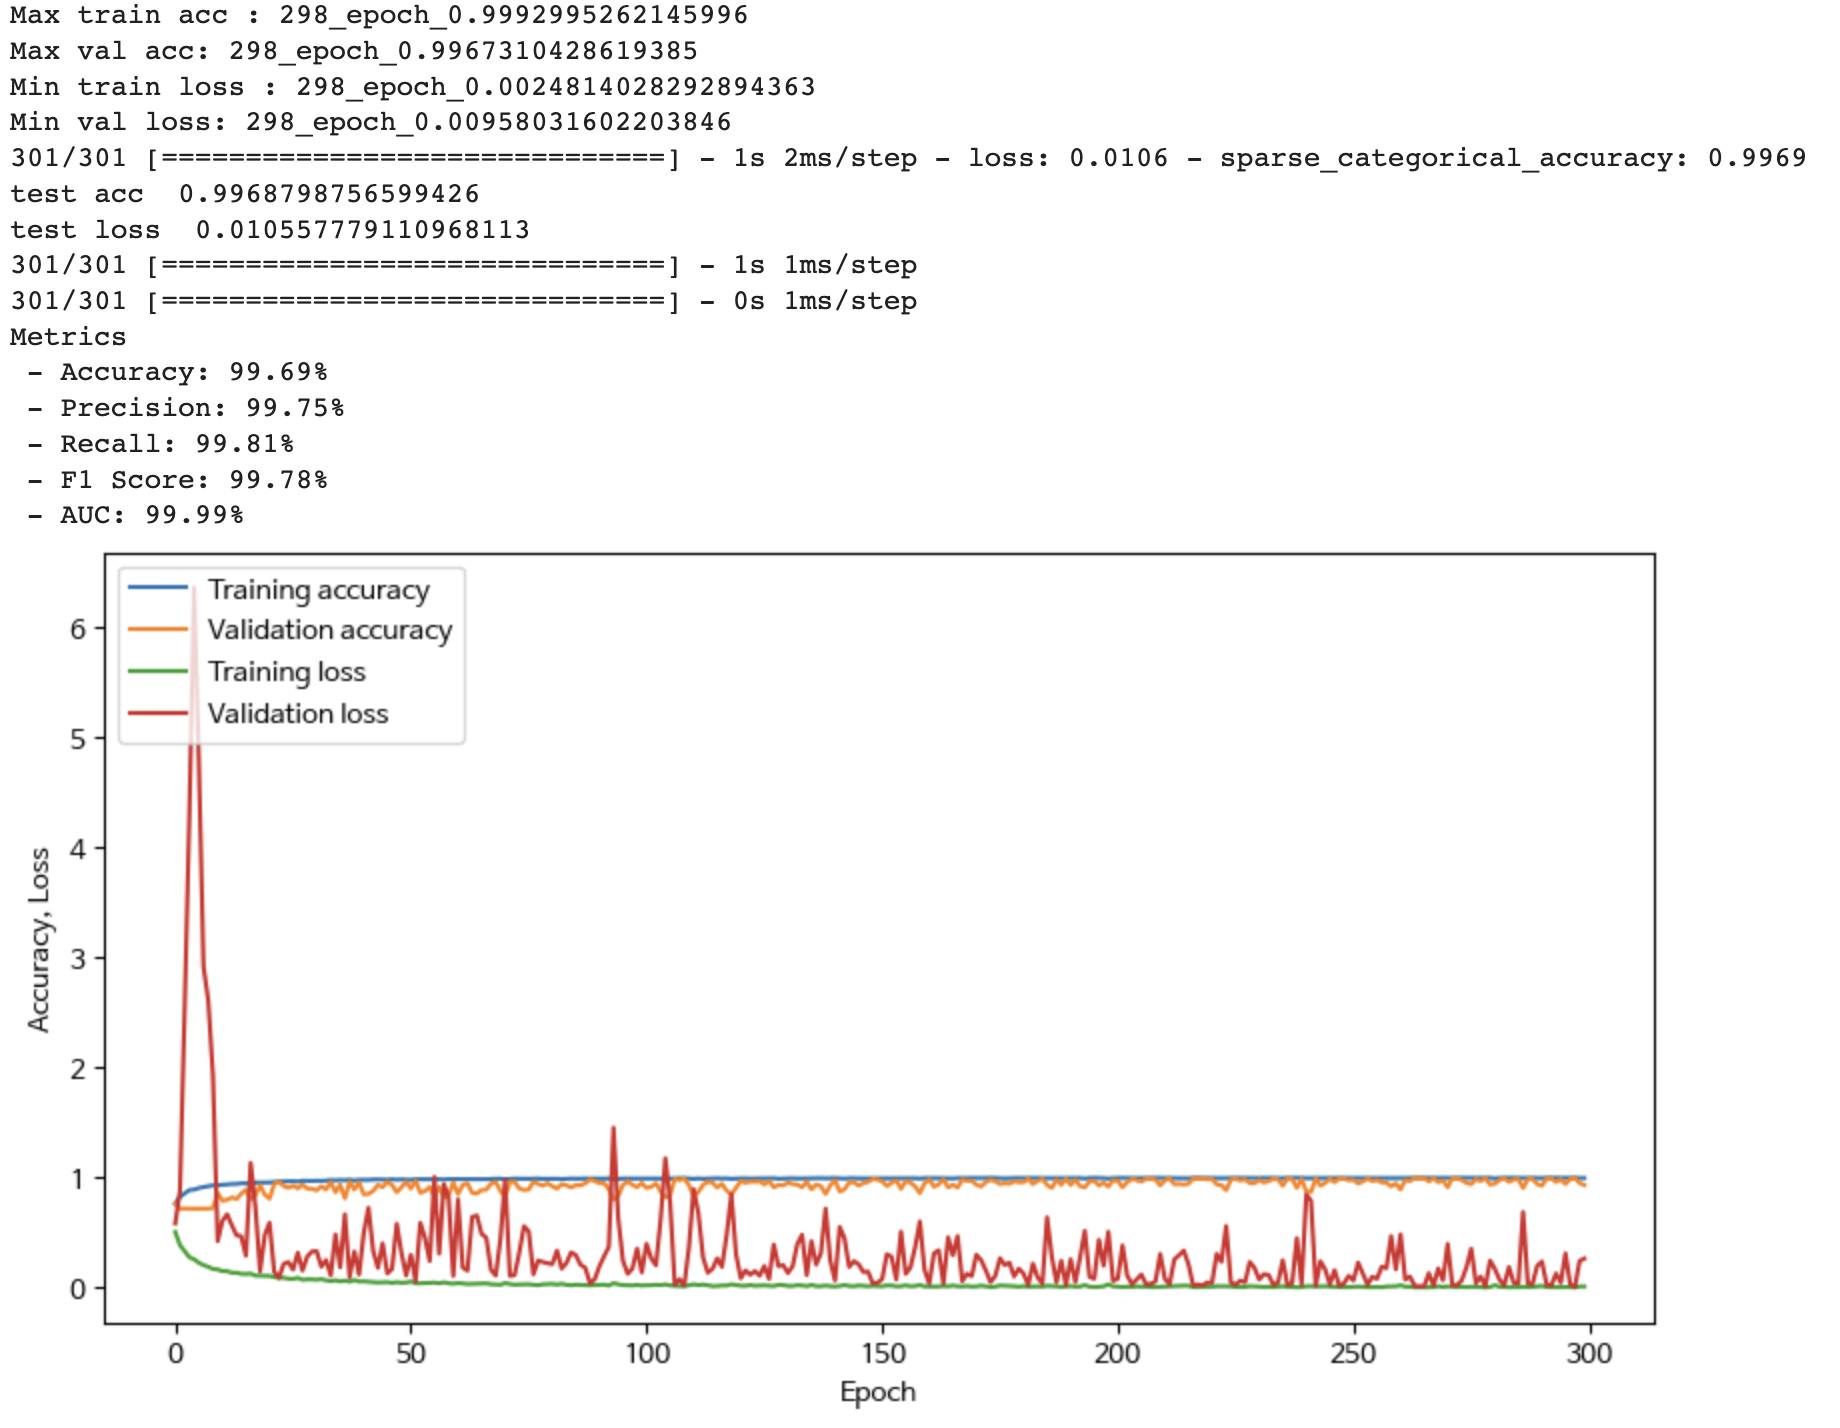 Max train acc : 298_epoch_0.9992995262145996
Max val acc: 298_epoch_0.9967310428619385
Min train loss : 298_epoch_0.0024814028292894363
Min val loss: 298_epoch_0.00958031602203846
301/301 [==============================] - 1s 2ms/step - loss: 0.0106 - sparse_categorical_accuracy: 0.9969
test acc  0.9968798756599426
test loss  0.010557779110968113
301/301 [==============================] - 1s 1ms/step
301/301 [==============================] - 0s 1ms/step
Metrics
 - Accuracy: 99.69%
 - Precision: 99.75%
 - Recall: 99.81%
 - F1 Score: 99.78%
 - AUC: 99.99%
Training accuracy
Validation accuracy
Training loss
Validation loss
Accuracy, Loss
6
5
4
3
2
1
0
0 50 100 150 200 250 300
Epoch